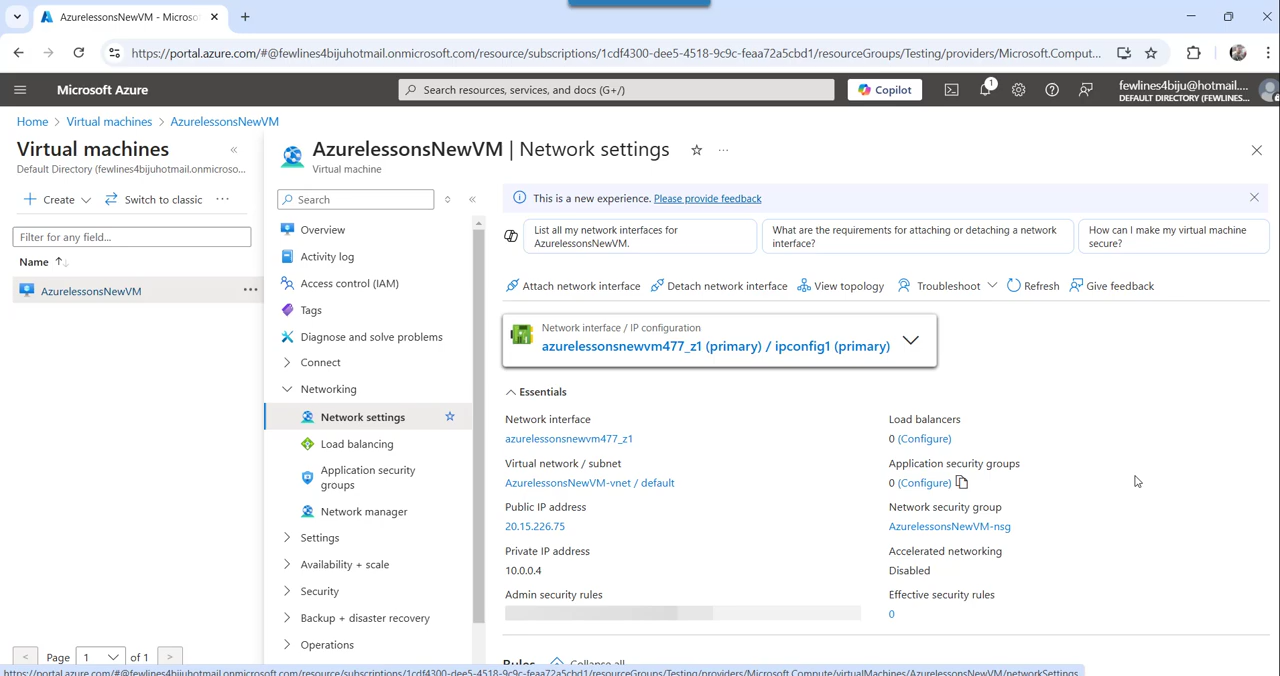 AzurelessonsNewVM - Microsof
https://portal.azure.com/#@fewlines4bijuhotmail.onmicrosoft.com/resource/subscriptions/1cdf4300-dee5-4518-9c9c-feaa72a5cbd1/resourceGroups/Testing/providers/Microsoft.Comput...
Microsoft Azure
Search resources, services, and docs (G+/)
Copilot
1
fewlines4biju@hotmail....
DEFAULT DIRECTORY (FEWLINES...
Home > Virtual machines > AzurelessonsNewVM
Virtual machines
Default Directory (fewlines4bijuhotmail.onmicroso...
Create
Switch to classic
Filter for any field...
Name
AzurelessonsNewVM
Page 1 of 1
AzurelessonsNewVM | Network settings
Virtual machine
Search
Overview
Activity log
Access control (IAM)
Tags
Diagnose and solve problems
Connect
Networking
Network settings
Load balancing
Application security
groups
Network manager
Settings
Availability + scale
Security
Backup + disaster recovery
Operations
This is a new experience. Please provide feedback
List all my network interfaces for
AzurelessonsNewVM.
What are the requirements for attaching or detaching a network
interface?
How can I make my virtual machine
secure?
Attach network interface
Detach network interface
View topology
Troubleshoot
Refresh
Give feedback
Network interface / IP configuration
azurelessonsnewvm477_z1 (primary) / ipconfig1 (primary)
Essentials
Network interface
azurelessonsnewvm477_z1
Virtual network / subnet
AzurelessonsNewVM-vnet / default
Public IP address
20.15.226.75
Private IP address
10.0.0.4
Admin security rules
Load balancers
0 (Configure)
Application security groups
0 (Configure)
Network security group
AzurelessonsNewVM-nsg
Accelerated networking
Disabled
Effective security rules
0
Rules
Collapse all
https://portal.azure.com/#@fewlines4bijuhotmail.onmicrosoft.com/resource/subscriptions/1cdf4300-dee5-4518-9c9c-feaa72a5cbd1/resourceGroups/Testing/providers/Microsoft.Compute/virtualMachines/AzurelessonsNewVM/networkSettings